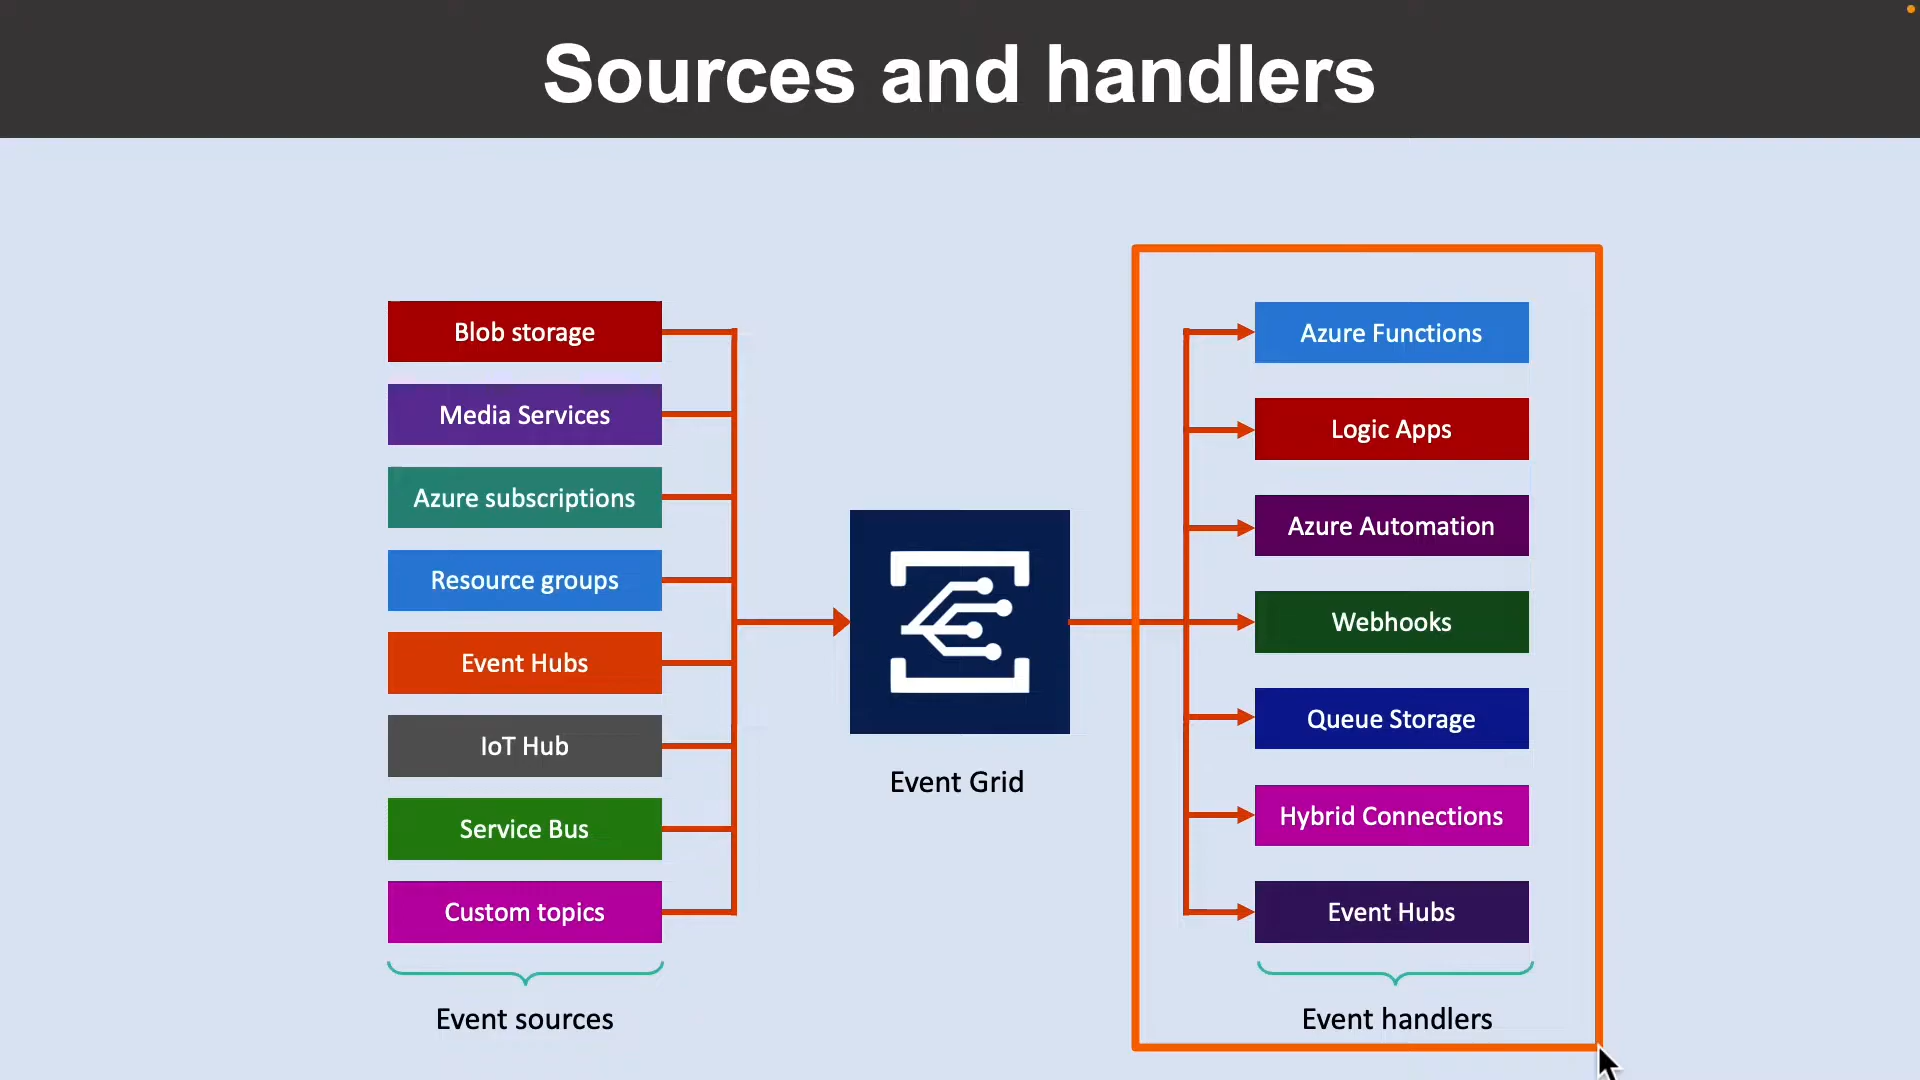 Sources and handlers
Blob storage
Media Services
Azure subscriptions
Resource groups
Event Hubs
IoT Hub
Service Bus
Custom topics
Event sources
Event Grid
Azure Functions
Logic Apps
Azure Automation
Webhooks
Queue Storage
Hybrid Connections
Event Hubs
Event handlers